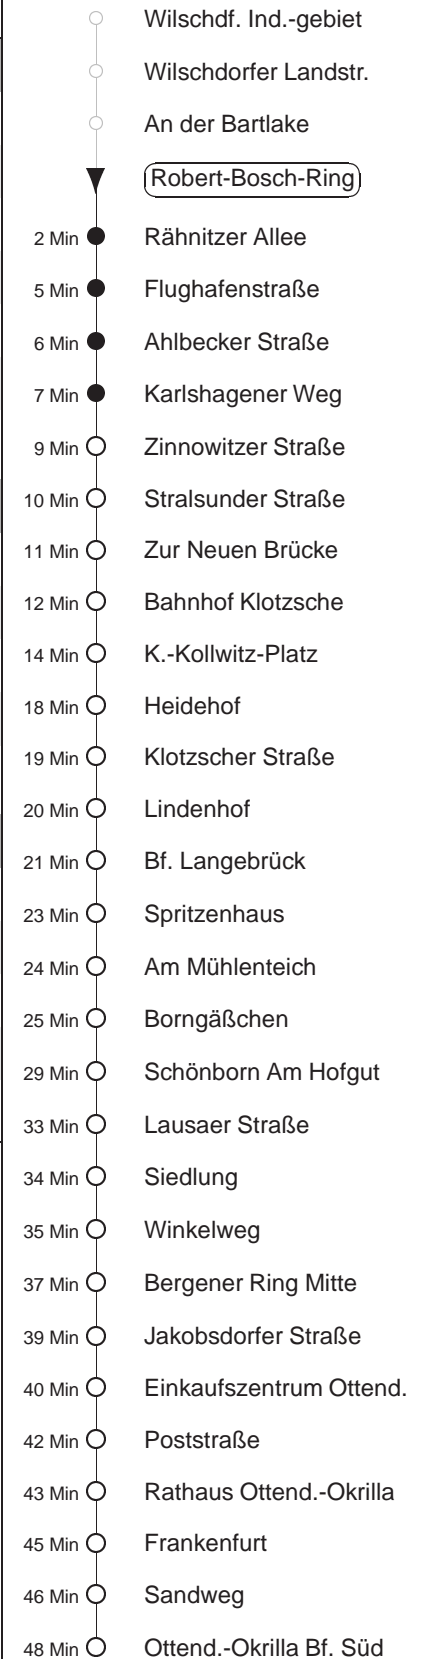 Wilschdf. Ind.-gebiet
Wilschdorfer Landstr.
An der Bartlake
Robert-Bosch-Ring
2 Min Rähnitzer Allee
5 Min Flughafenstraße
6 Min Ahlbecker Straße
7 Min Karlshagener Weg
9 Min Zinnowitzer Straße
10 Min Stralsunder Straße
11 Min Zur Neuen Brücke
12 Min Bahnhof Klotzsche
14 Min K.-Kollwitz-Platz
18 Min Heidehof
19 Min Klotzscher Straße
20 Min Lindenhof
21 Min Bf. Langebrück
23 Min Spritzenhaus
24 Min Am Mühlenteich
25 Min Borngäßchen
29 Min Schönborn Am Hofgut
33 Min Lausaer Straße
34 Min Siedlung
35 Min Winkelweg
37 Min Bergener Ring Mitte
39 Min Jakobsdorfer Straße
40 Min Einkaufszentrum Ottend.
42 Min Poststraße
43 Min Rathaus Ottend.-Okrilla
45 Min Frankenfurt
46 Min Sandweg
48 Min Ottend.-Okrilla Bf. Süd